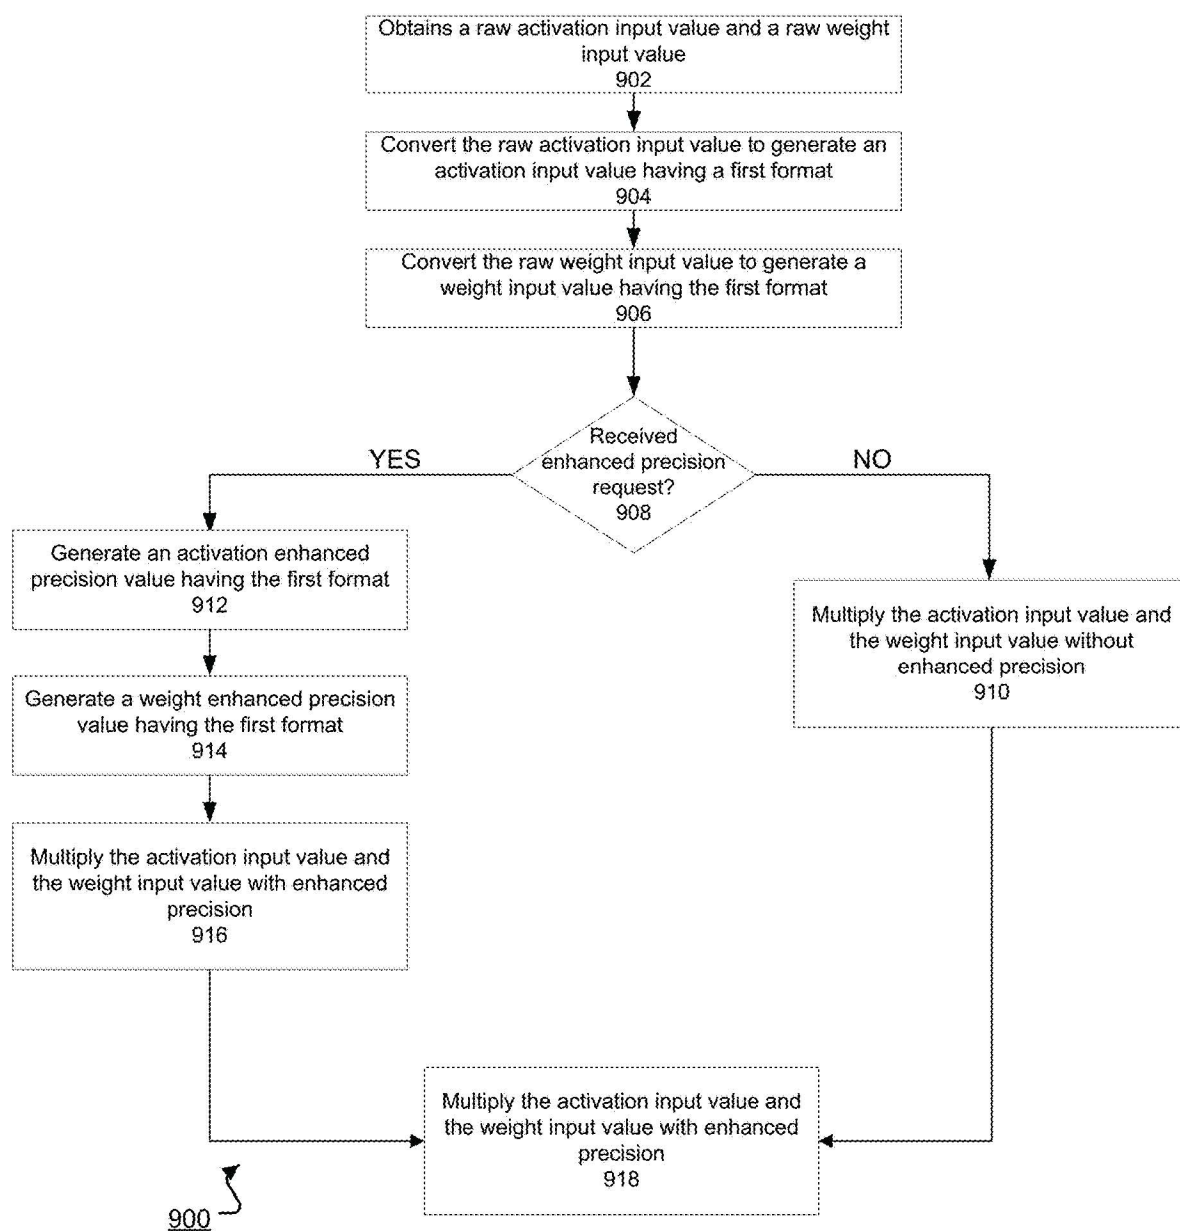 Obtains a raw activation input value and a raw weight
input value
902
Convert the raw activation input value to generate an
activation input value having a first format
904
Convert the raw weight input value to generate a
weight input value having the first format
906
Received
enhanced precision
request?
908
YES
NO
Generate an activation enhanced
precision value having the first format
912
Multiply the activation input value and
the weight input value without
enhanced precision
910
Generate a weight enhanced precision
value having the first format
914
Multiply the activation input value and
the weight input value with enhanced
precision
916
Multiply the activation input value and
the weight input value with enhanced
precision
918
900